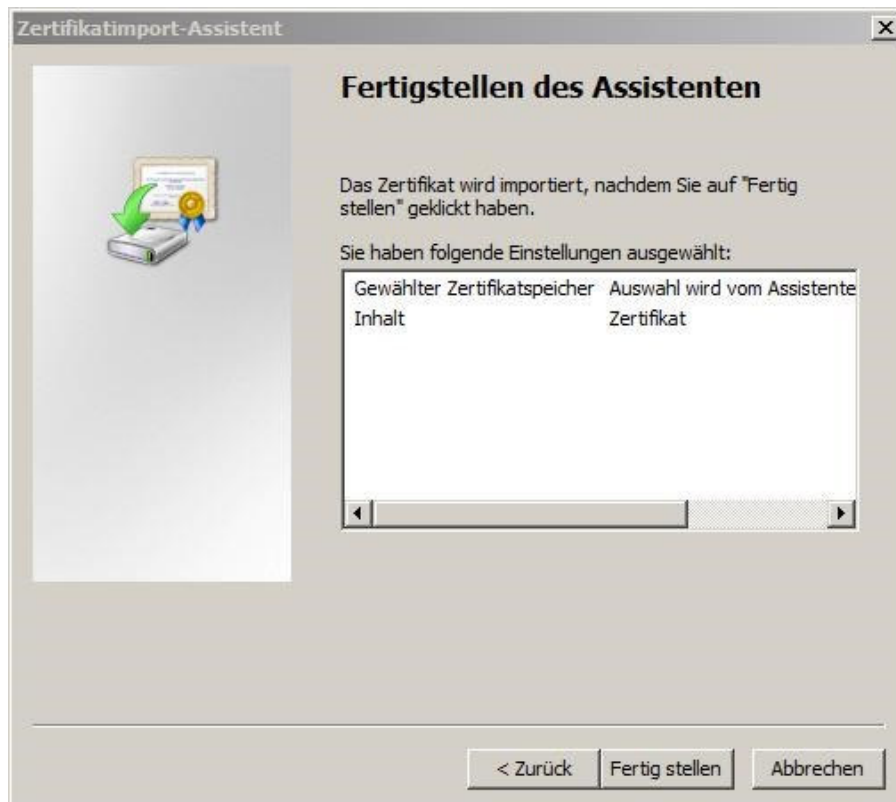 Zertifikatimport-Assistent
Fertigstellen des Assistenten
Das Zertifikat wird importiert, nachdem Sie auf "Fertig
stellen" geklickt haben.
Sie haben folgende Einstellungen ausgewählt:
Gewählter Zertifikatspeicher Auswahl wird vom Assistente
Inhalt Zertifikat
< Zurück Fertig stellen Abbrechen